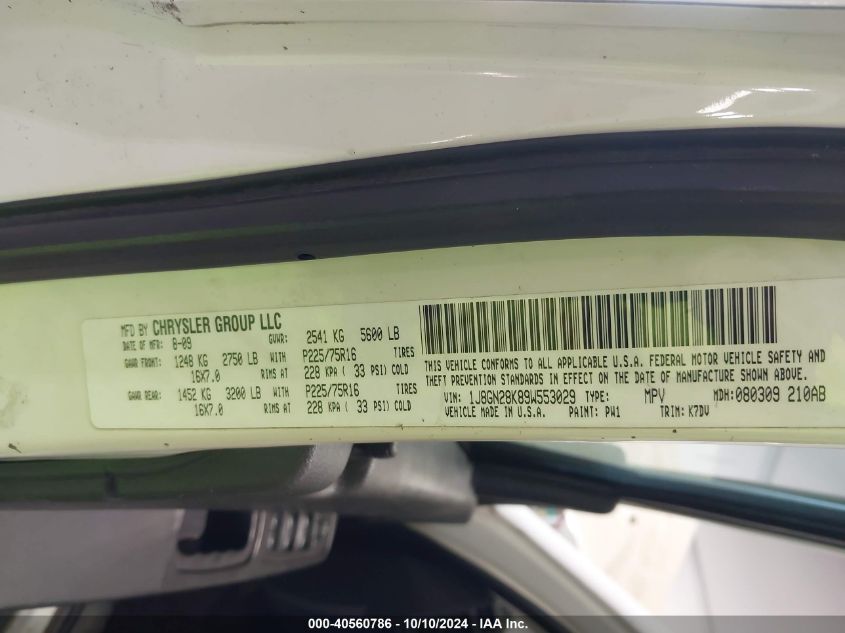 MFD BY CHRYSLER GROUP LLC
DATE OF MFR: 8-09 GVWR: 2541 KG 5600 LB
GAWR FRONT: 1248 KG 2750 LB WITH P225/75R16 TIRES
16X7.0 RIMS AT 228 KPA ( 33 PSI) COLD
GAWR REAR: 1452 KG 3200 LB WITH P225/75R16 TIRES
16X7.0 RIMS AT 228 KPA ( 33 PSI) COLD
THIS VEHICLE CONFORMS TO ALL APPLICABLE U.S.A. FEDERAL MOTOR VEHICLE SAFETY AND
THEFT PREVENTION STANDARDS IN EFFECT ON THE DATE OF MANUFACTURE SHOWN ABOVE.
VIN: 1J8GN28K89W553029 TYPE: MPV MDH: 080309 210AB
VEHICLE MADE IN U.S.A. PAINT: PW1 TRIM: K7DV
000-40560786 - 10/10/2024 - IAA Inc.